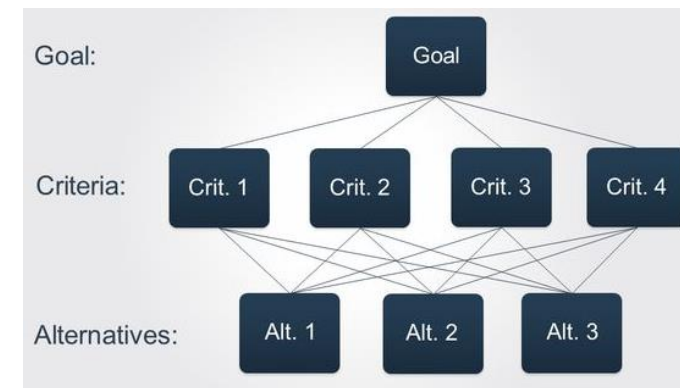 Goal:
Goal
Criteria:
Crit. 1
Crit. 2
Crit. 3
Crit. 4
Alternatives:
Alt. 1
Alt. 2
Alt. 3